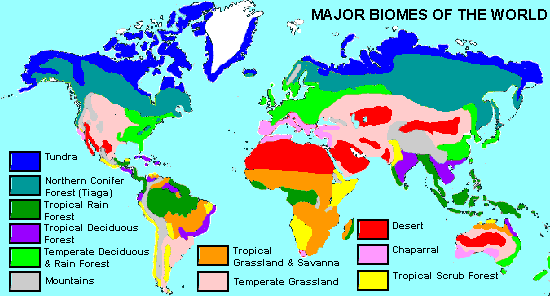 MAJOR BIOMES OF THE WORLD
Tundra
Northern Conifer
Forest (Tiaga)
Tropical Rain
Forest
Tropical Deciduous
Forest
Temperate Deciduous
& Rain Forest
Mountains
Tropical
Grassland & Savanna
Temperate Grassland
Desert
Chaparral
Tropical Scrub Forest